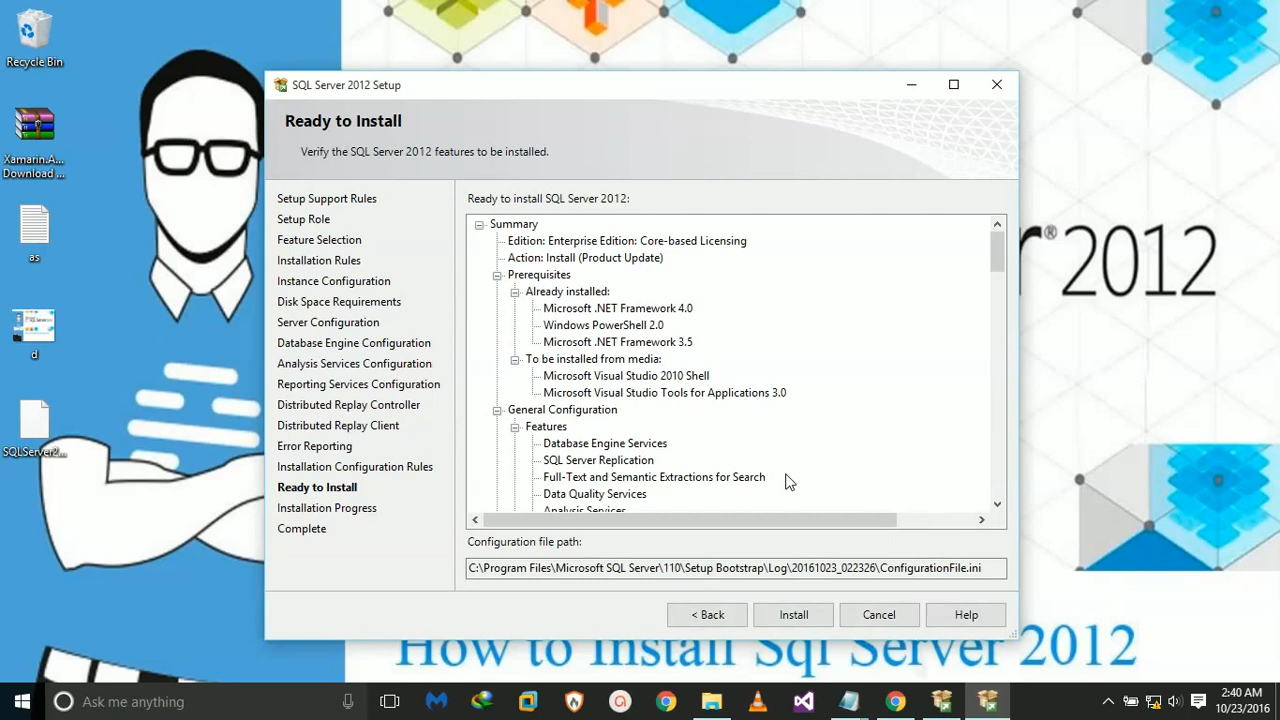 Recycle Bin
Xamarin.A...
Download ...
as
d
SQLServer2...
SQL Server 2012 Setup
Ready to Install
Verify the SQL Server 2012 features to be installed.
Setup Support Rules
Setup Role
Feature Selection
Installation Rules
Instance Configuration
Disk Space Requirements
Server Configuration
Database Engine Configuration
Analysis Services Configuration
Reporting Services Configuration
Distributed Replay Controller
Distributed Replay Client
Error Reporting
Installation Configuration Rules
Ready to Install
Installation Progress
Complete
Ready to install SQL Server 2012:
Summary
Edition: Enterprise Edition: Core-based Licensing
Action: Install (Product Update)
Prerequisites
Already installed:
Microsoft .NET Framework 4.0
Windows PowerShell 2.0
Microsoft .NET Framework 3.5
To be installed from media:
Microsoft Visual Studio 2010 Shell
Microsoft Visual Studio Tools for Applications 3.0
General Configuration
Features
Database Engine Services
SQL Server Replication
Full-Text and Semantic Extractions for Search
Data Quality Services
Analysis Services
Configuration file path:
C:\Program Files\Microsoft SQL Server\110\Setup Bootstrap\Log\20161023_022326\ConfigurationFile.ini
< Back
Install
Cancel
Help
r® 2012
How to Install Sql Server 2012
Ask me anything
2:40 AM
10/23/2016